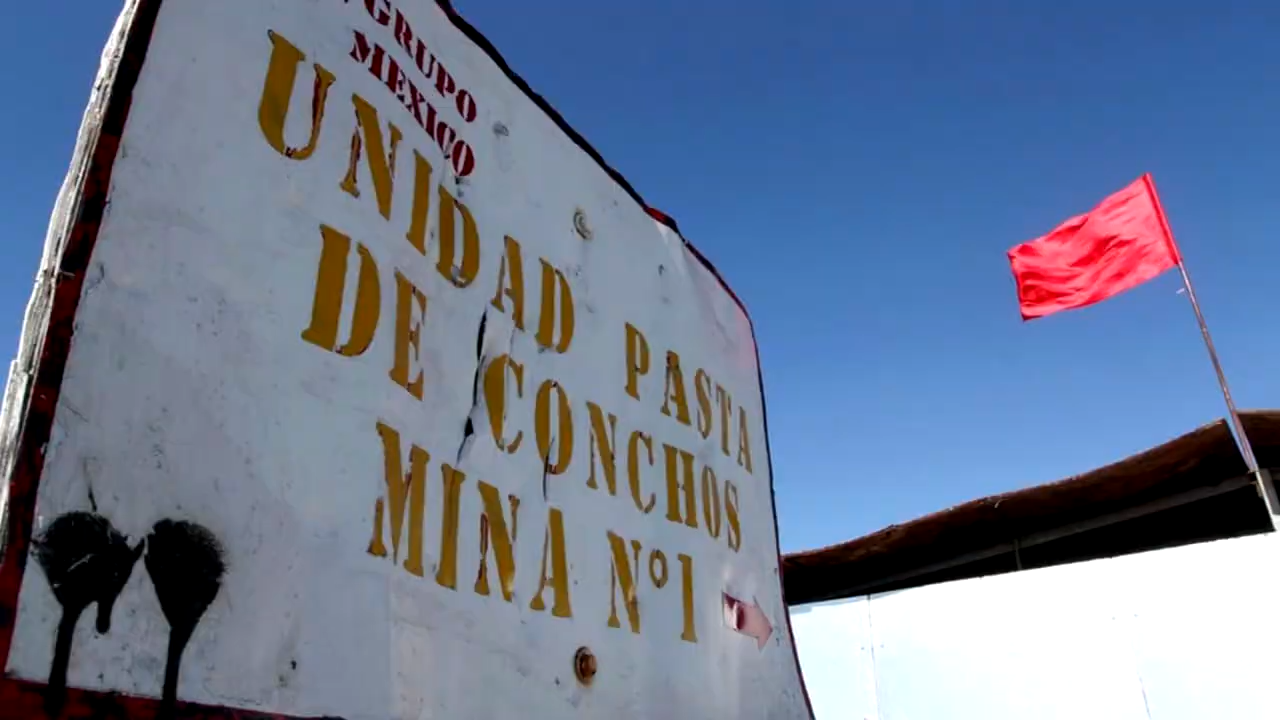 GRUPO
MEXICO
UNIDAD PASTA
DE CONCHOS
MINA Nº1